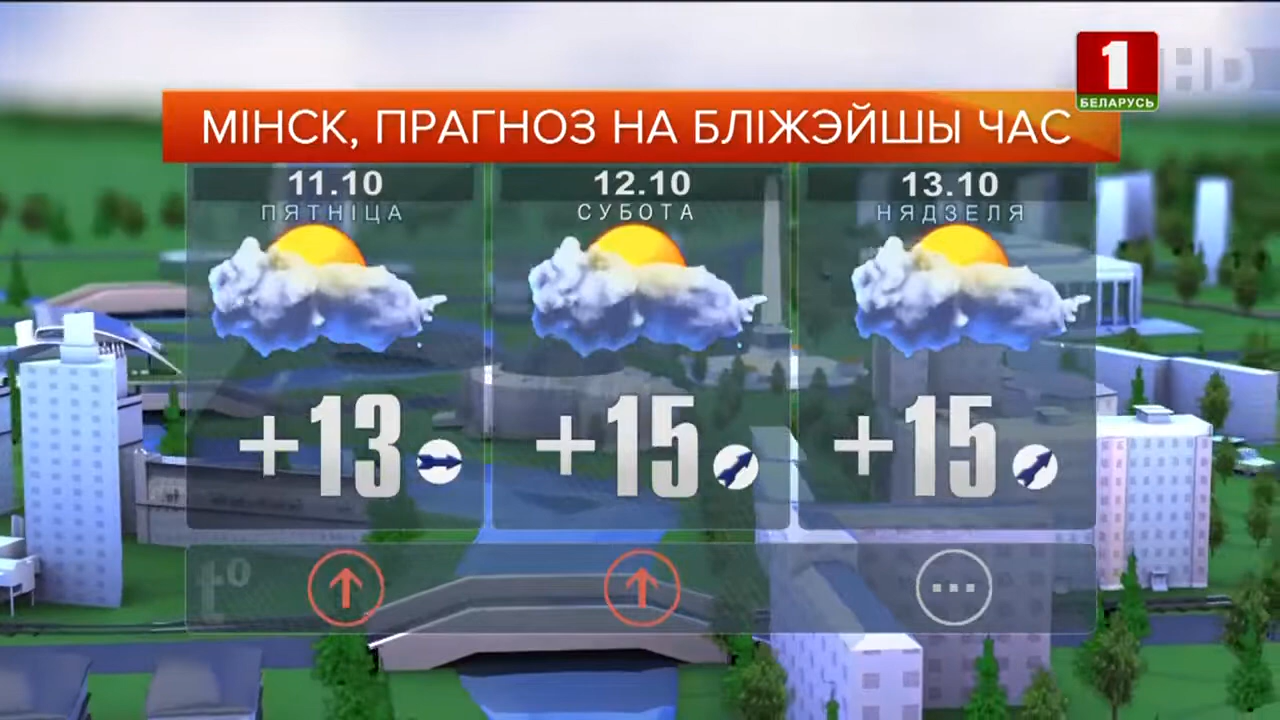 1 HD
БЕЛАРУСЬ
МІНСК, ПРАГНОЗ НА БЛІЖЭЙШЫ ЧАС
11.10
ПЯТНІЦА
+13
12.10
СУБОТА
+15
13.10
НЯДЗЕЛЯ
+15
t°